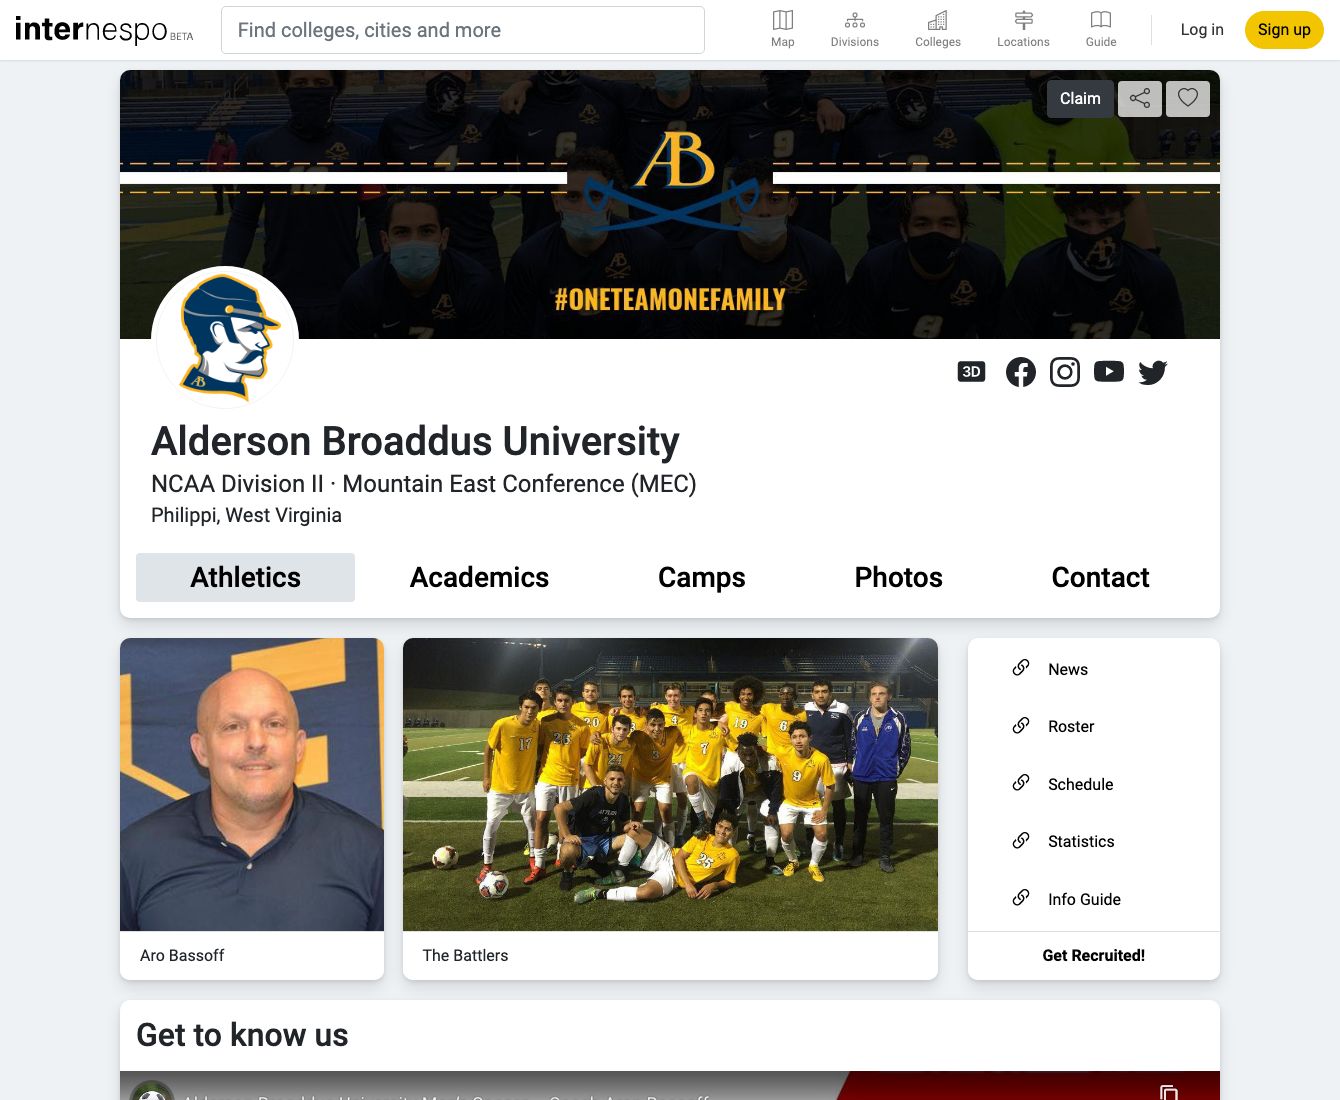 internespo BETA
Find colleges, cities and more
Map
Divisions
Colleges
Locations
Guide
Log in
Sign up
Claim
AB
#ONETEAMONEFAMILY
3D
Alderson Broaddus University
NCAA Division II · Mountain East Conference (MEC)
Philippi, West Virginia
Athletics
Academics
Camps
Photos
Contact
News
Roster
Schedule
Statistics
Info Guide
Aro Bassoff
The Battlers
Get Recruited!
Get to know us